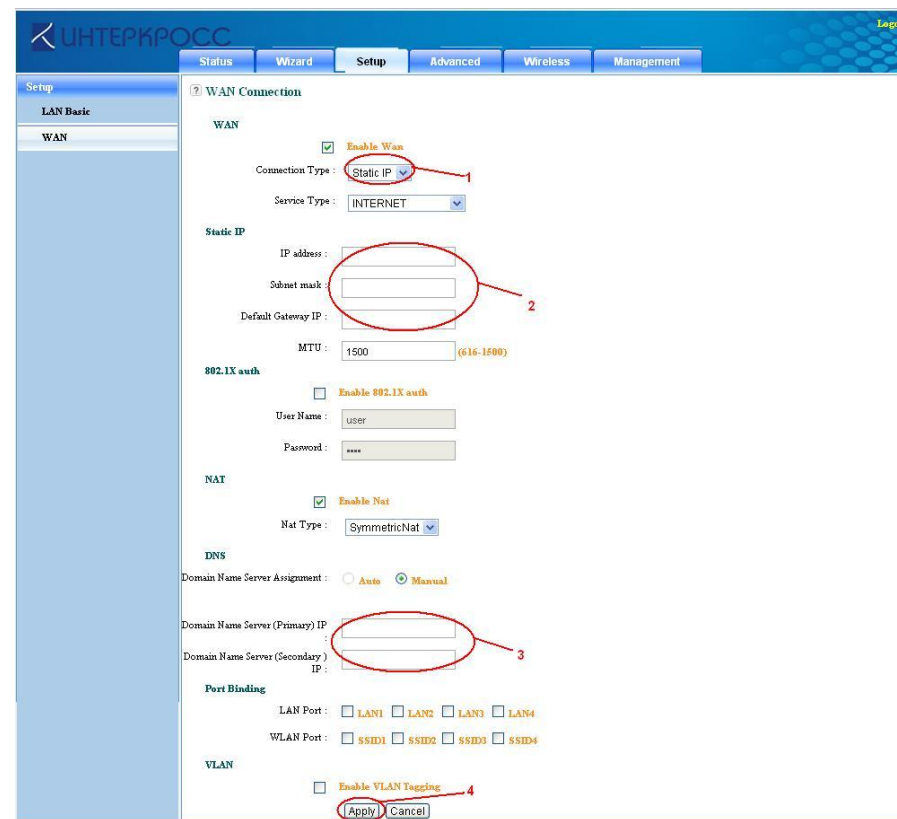 ИНТЕРКРОСС
Status Wizard Setup Advanced Wireless Management
Setup
LAN Basic
WAN
? WAN Connection
WAN
Enable Wan
Connection Type : Static IP 1
Service Type : INTERNET
Static IP
IP address :
Subnet mask :
2
Default Gateway IP :
MTU : 1500 (616-1500)
802.1X auth
Enable 802.1X auth
User Name : user
Password : ••••
NAT
Enable Nat
Nat Type : SymmetricNat
DNS
Domain Name Server Assignment : Auto Manual
Domain Name Server (Primary) IP
:
3
Domain Name Server (Secondary )
IP :
Port Binding
LAN Port : LAN1 LAN2 LAN3 LAN4
WLAN Port : SSID1 SSID2 SSID3 SSID4
VLAN
Enable VLAN Tagging
4
Apply Cancel